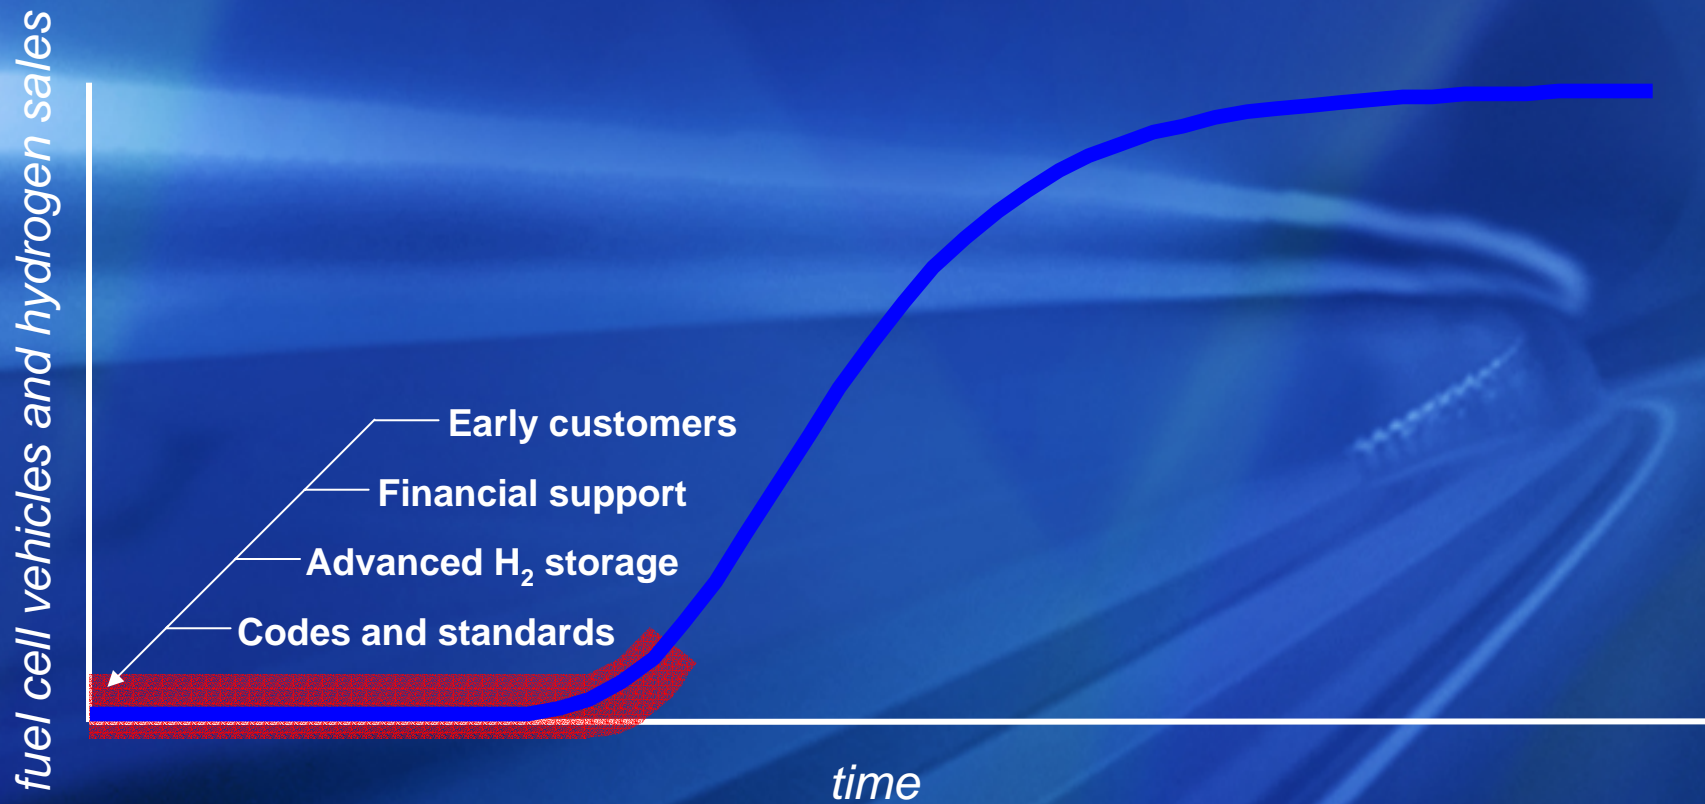 fuel cell vehicles and hydrogen sales
Early customers
Financial support
Advanced H₂ storage
Codes and standards
time